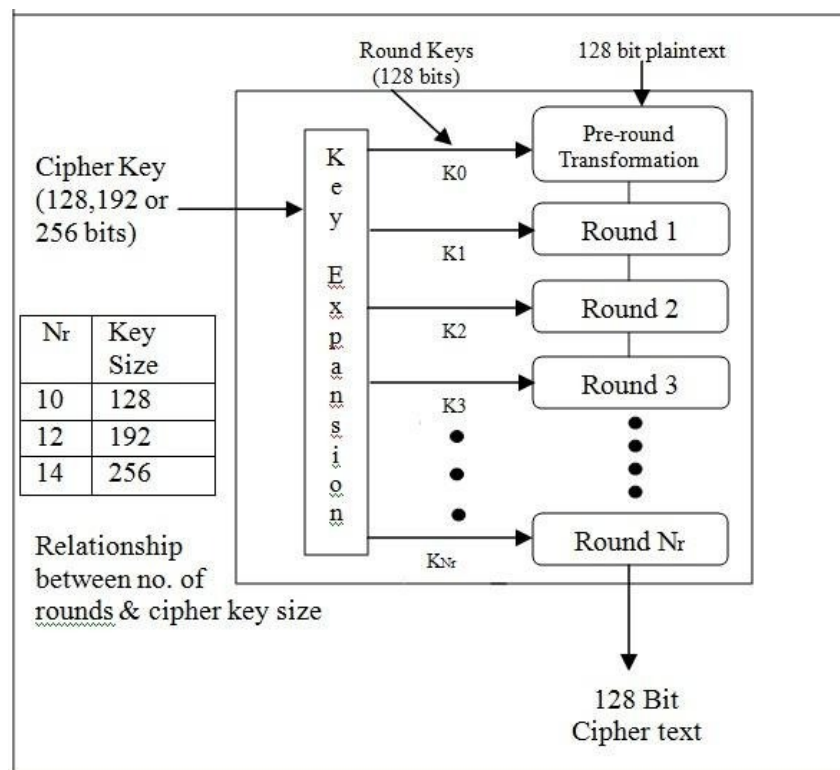 Round Keys
(128 bits)
128 bit plaintext
Pre-round
Transformation
Cipher Key
(128,192 or
256 bits)
K
e
y
E
x
p
a
n
s
i
o
n
K0
K1
K2
K3
KNr
Round 1
Round 2
Round 3
Round Nr
Nr Key
Size
10 128
12 192
14 256
Relationship
between no. of
rounds & cipher key size
128 Bit
Cipher text